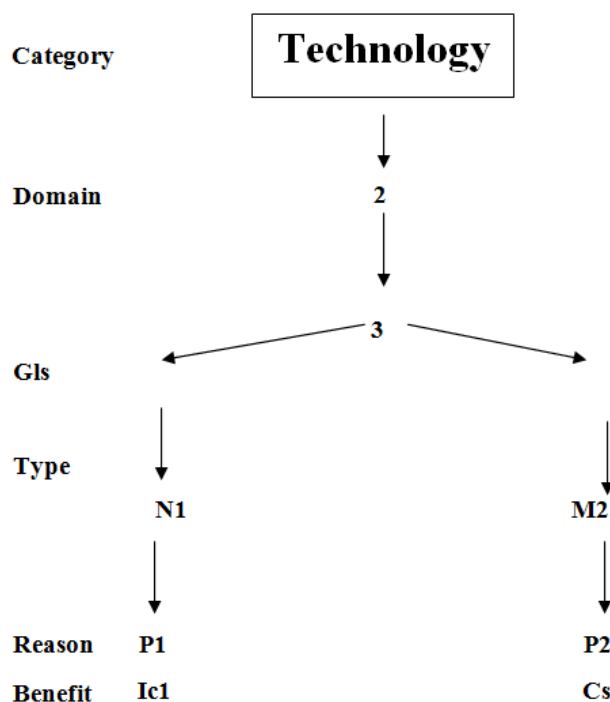 Category Technology
Domain 2
3
Gls
Type
N1 M2
Reason P1 P2
Benefit Ic1 Cs